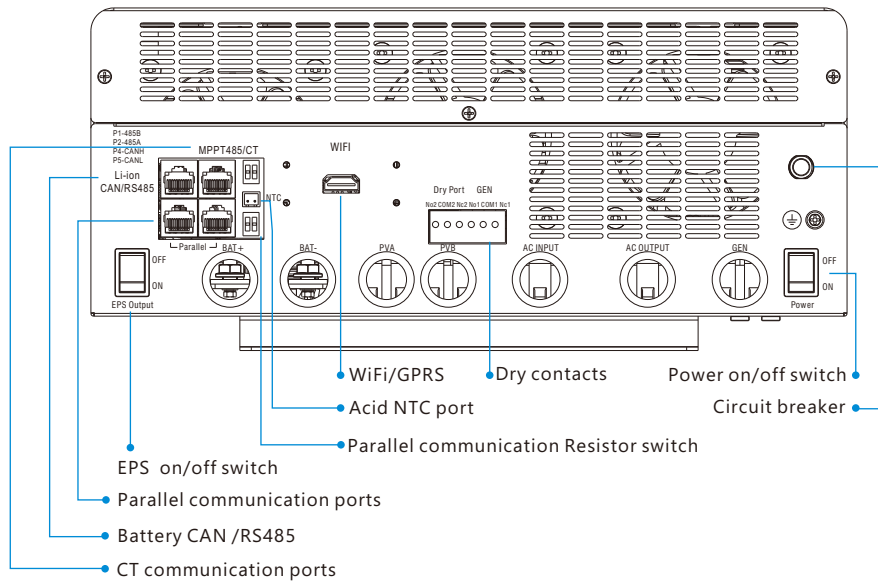 P1-485B
P2-485A
P4-CANH
P5-CANL
MPPT485/CT
WIFI
Li-ion
CAN/RS485
NTC
Dry Port GEN
No2 COM2 Nc2 No1 COM1 Nc1
Parallel
BAT+
BAT-
PVA
PVB
AC INPUT
AC OUTPUT
GEN
OFF
ON
EPS Output
OFF
ON
Power
WiFi/GPRS
Dry contacts
Power on/off switch
Acid NTC port
Circuit breaker
Parallel communication Resistor switch
EPS on/off switch
Parallel communication ports
Battery CAN /RS485
CT communication ports